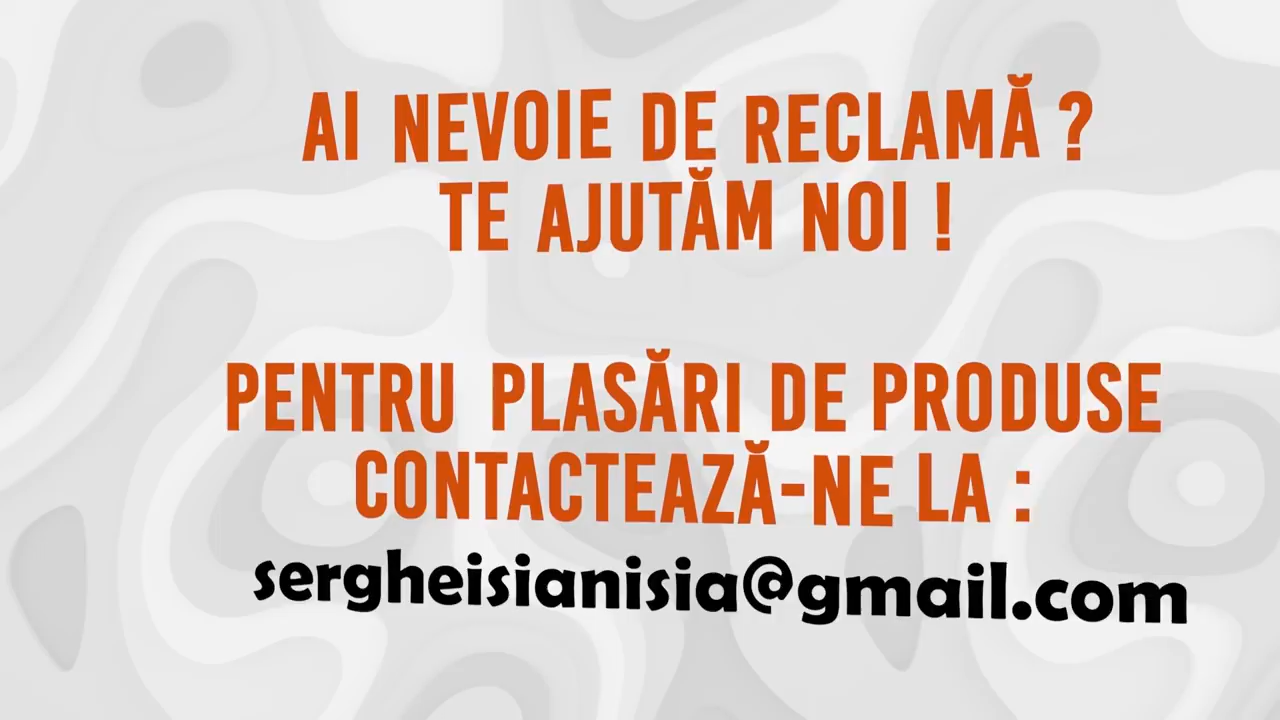 AI NEVOIE DE RECLAMĂ ?
TE AJUTĂM NOI !
PENTRU PLASĂRI DE PRODUSE
CONTACTEAZĂ-NE LA :
sergheisianisia@gmail.com